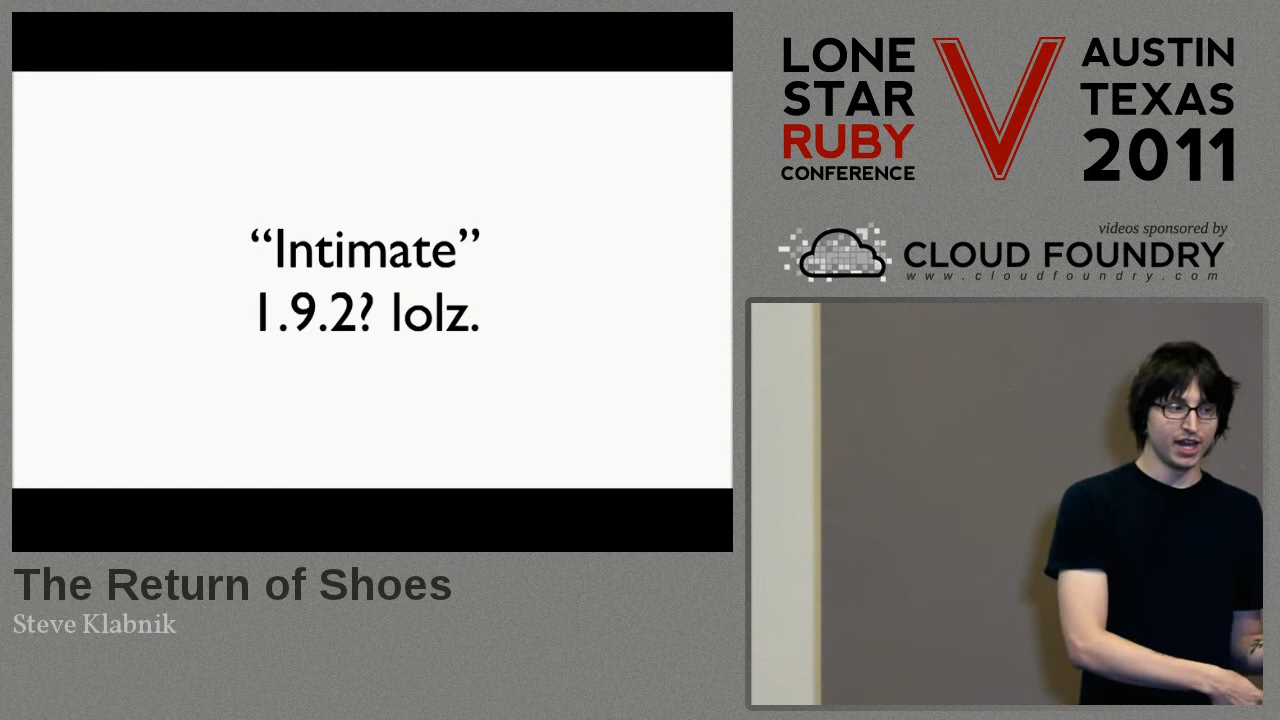 “Intimate”
1.9.2? lolz.
The Return of Shoes
Steve Klabnik
LONE
STAR
RUBY
CONFERENCE
V
AUSTIN
TEXAS
2011
videos sponsored by
CLOUD FOUNDRY
www.cloudfoundry.com